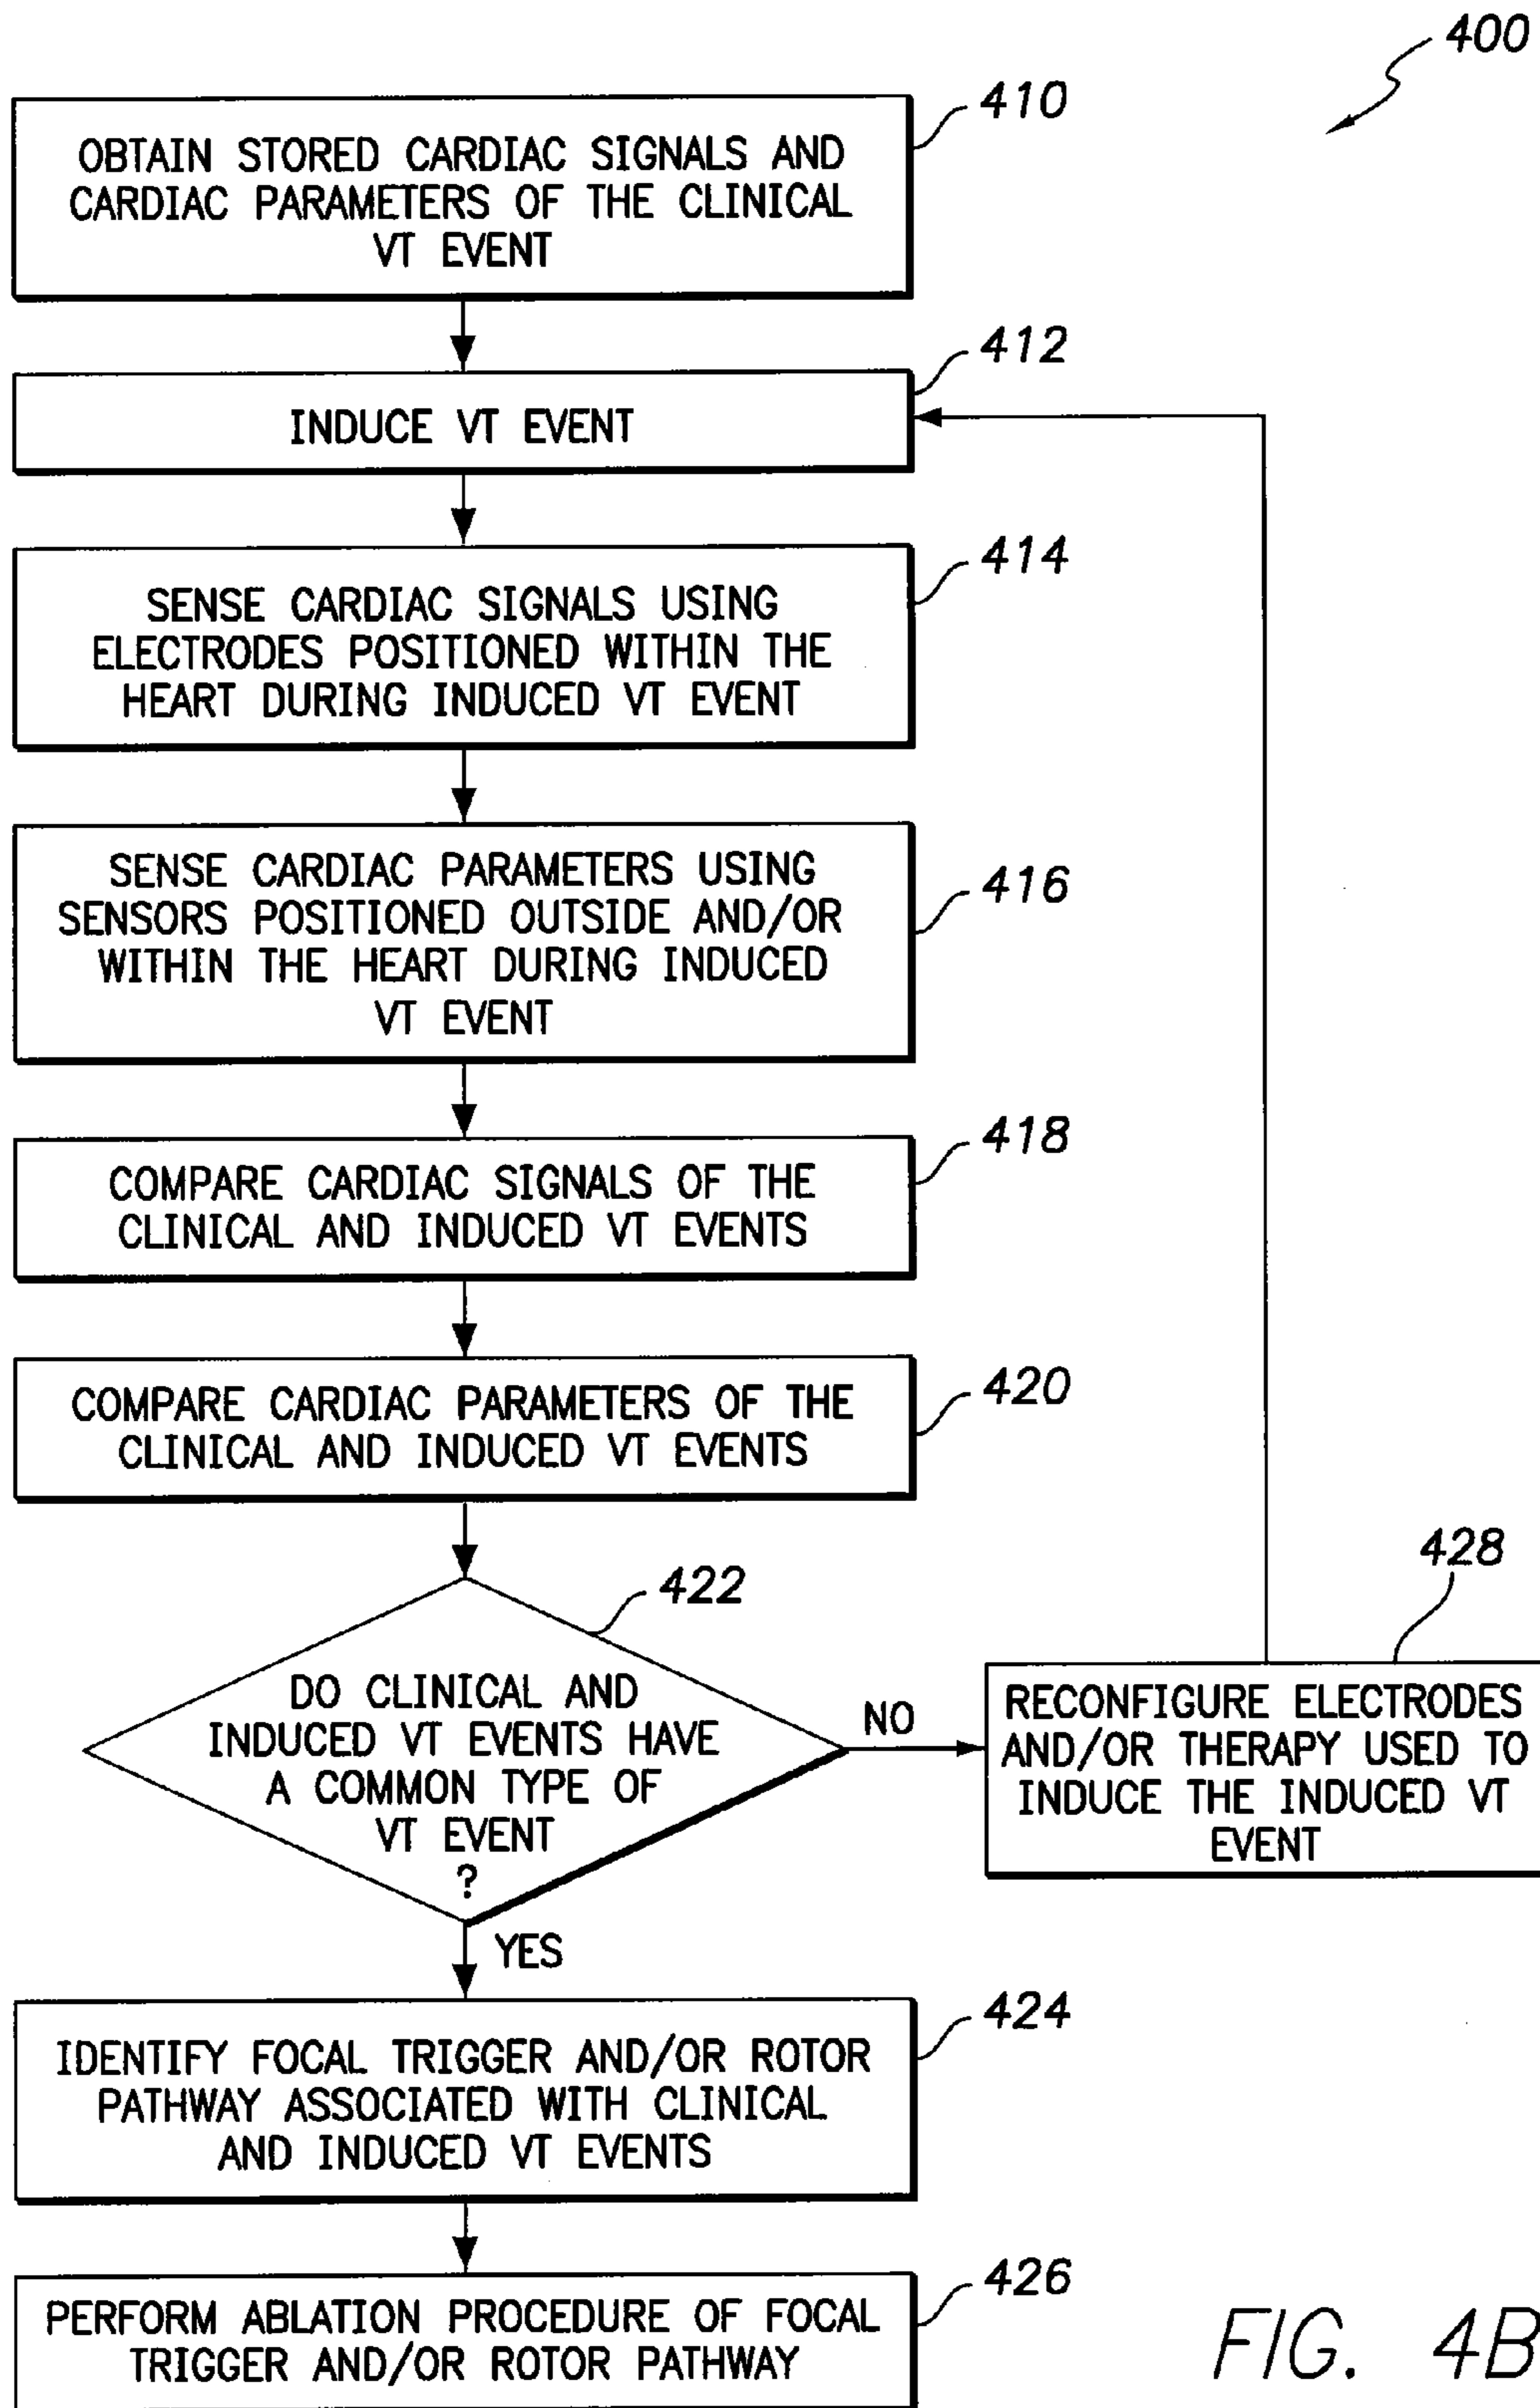 400
410
OBTAIN STORED CARDIAC SIGNALS AND
CARDIAC PARAMETERS OF THE CLINICAL
VT EVENT
412
INDUCE VT EVENT
414
SENSE CARDIAC SIGNALS USING
ELECTRODES POSITIONED WITHIN THE
HEART DURING INDUCED VT EVENT
416
SENSE CARDIAC PARAMETERS USING
SENSORS POSITIONED OUTSIDE AND/OR
WITHIN THE HEART DURING INDUCED
VT EVENT
418
COMPARE CARDIAC SIGNALS OF THE
CLINICAL AND INDUCED VT EVENTS
420
COMPARE CARDIAC PARAMETERS OF THE
CLINICAL AND INDUCED VT EVENTS
422
DO CLINICAL AND
INDUCED VT EVENTS HAVE
A COMMON TYPE OF
VT EVENT
?
NO
428
RECONFIGURE ELECTRODES
AND/OR THERAPY USED TO
INDUCE THE INDUCED VT
EVENT
YES
424
IDENTIFY FOCAL TRIGGER AND/OR ROTOR
PATHWAY ASSOCIATED WITH CLINICAL
AND INDUCED VT EVENTS
426
PERFORM ABLATION PROCEDURE OF FOCAL
TRIGGER AND/OR ROTOR PATHWAY
FIG. 4B